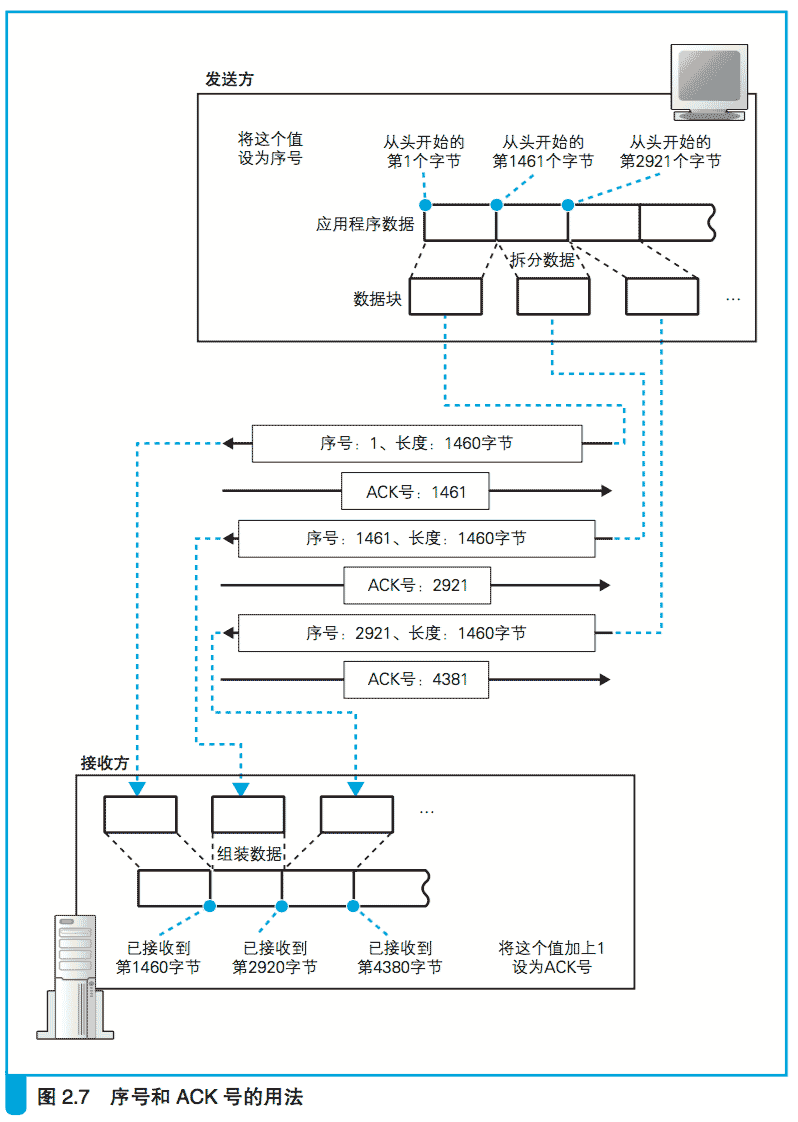 发送方
将这个值
设为序号
从头开始的
第1个字节
从头开始的
第1461个字节
从头开始的
第2921个字节
应用程序数据
拆分数据
数据块
…
序号：1、长度：1460字节
ACK号：1461
序号：1461、长度：1460字节
ACK号：2921
序号：2921、长度：1460字节
ACK号：4381
接收方
…
组装数据
已接收到
第1460字节
已接收到
第2920字节
已接收到
第4380字节
将这个值加上1
设为ACK号
图 2.7 序号和 ACK 号的用法